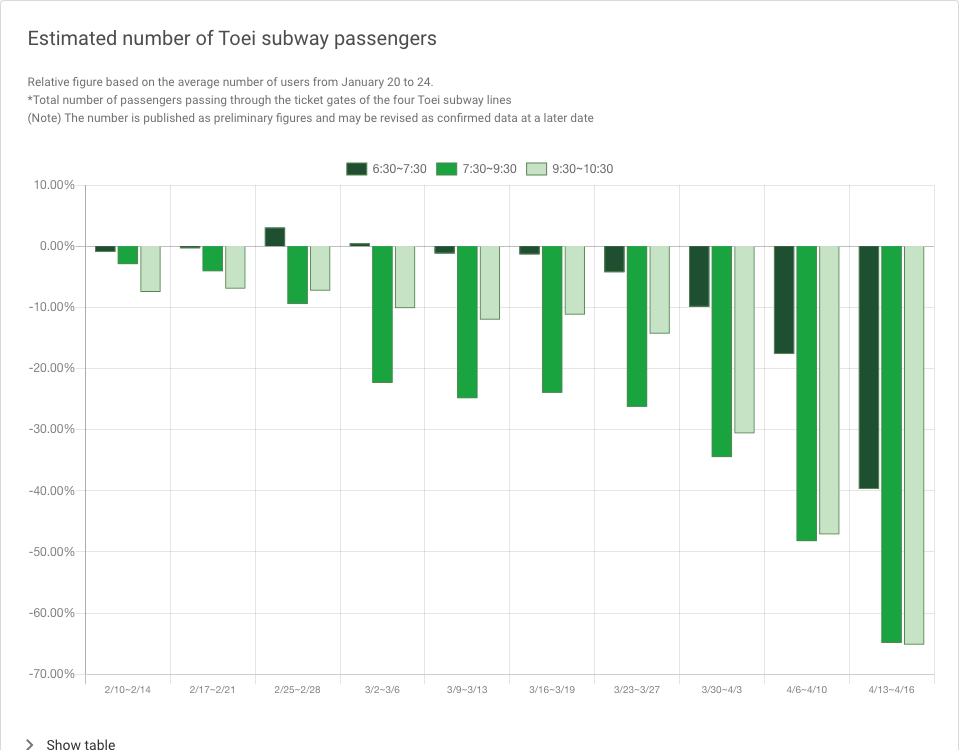 Estimated number of Toei subway passengers
Relative figure based on the average number of users from January 20 to 24.
*Total number of passengers passing through the ticket gates of the four Toei subway lines
(Note) The number is published as preliminary figures and may be revised as confirmed data at a later date
6:30~7:30 7:30~9:30 9:30~10:30
10.00%
0.00%
-10.00%
-20.00%
-30.00%
-40.00%
-50.00%
-60.00%
-70.00%
2/10~2/14 2/17~2/21 2/25~2/28 3/2~3/6 3/9~3/13 3/16~3/19 3/23~3/27 3/30~4/3 4/6~4/10 4/13~4/16
Show table